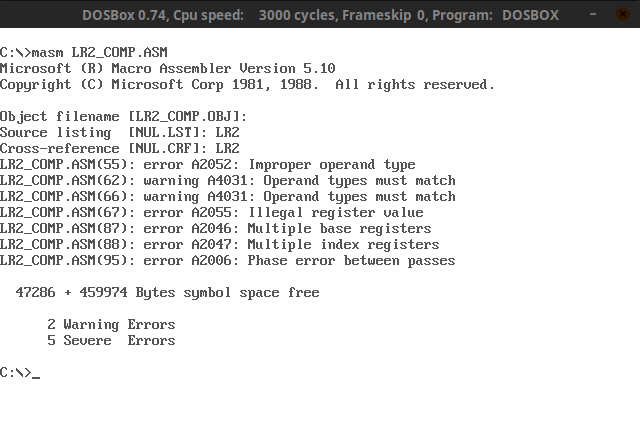 DOSBox 0.74, Cpu speed:    3000 cycles, Frameskip 0, Program:  DOSBOX
C:\>masm LR2_COMP.ASM
Microsoft (R) Macro Assembler Version 5.10
Copyright (C) Microsoft Corp 1981, 1988.  All rights reserved.
Object filename [LR2_COMP.OBJ]:
Source listing  [NUL.LST]: LR2
Cross-reference [NUL.CRF]: LR2
LR2_COMP.ASM(55): error A2052: Improper operand type
LR2_COMP.ASM(62): warning A4031: Operand types must match
LR2_COMP.ASM(66): warning A4031: Operand types must match
LR2_COMP.ASM(67): error A2055: Illegal register value
LR2_COMP.ASM(87): error A2046: Multiple base registers
LR2_COMP.ASM(88): error A2047: Multiple index registers
LR2_COMP.ASM(95): error A2006: Phase error between passes
  47286 + 459974 Bytes symbol space free
      2 Warning Errors
      5 Severe  Errors
C:\>_